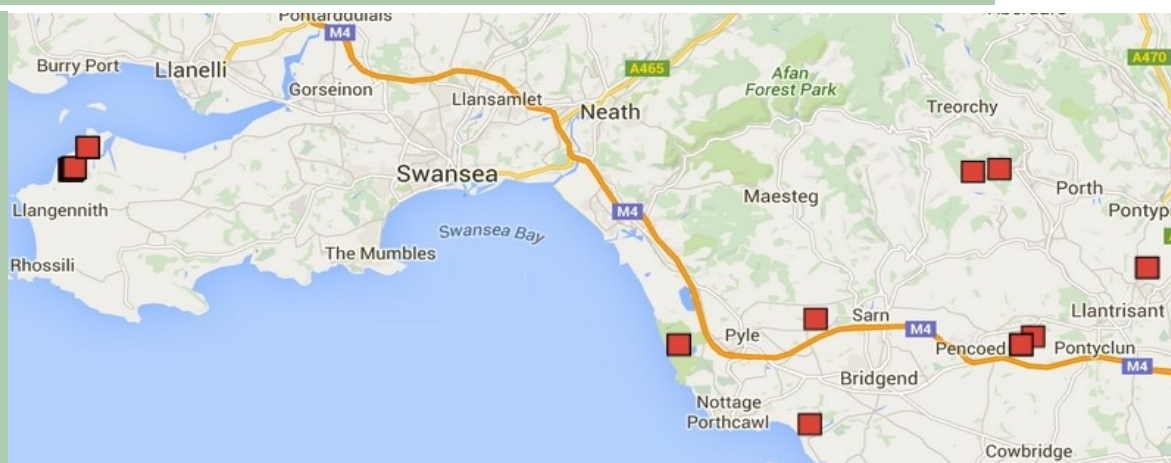 Pontarddulais
M4
Burry Port
Llanelli
Gorseinon
A465
Afan
Forest Park
A470
Llansamlet
Neath
Treorchy
Swansea
Maesteg
Porth
Llangennith
M4
Pontyp
Swansea Bay
The Mumbles
Rhossili
Llantrisant
Sarn
M4
Pyle
Pencoed
Pontyclun
M4
Bridgend
Nottage
Porthcawl
Cowbridge